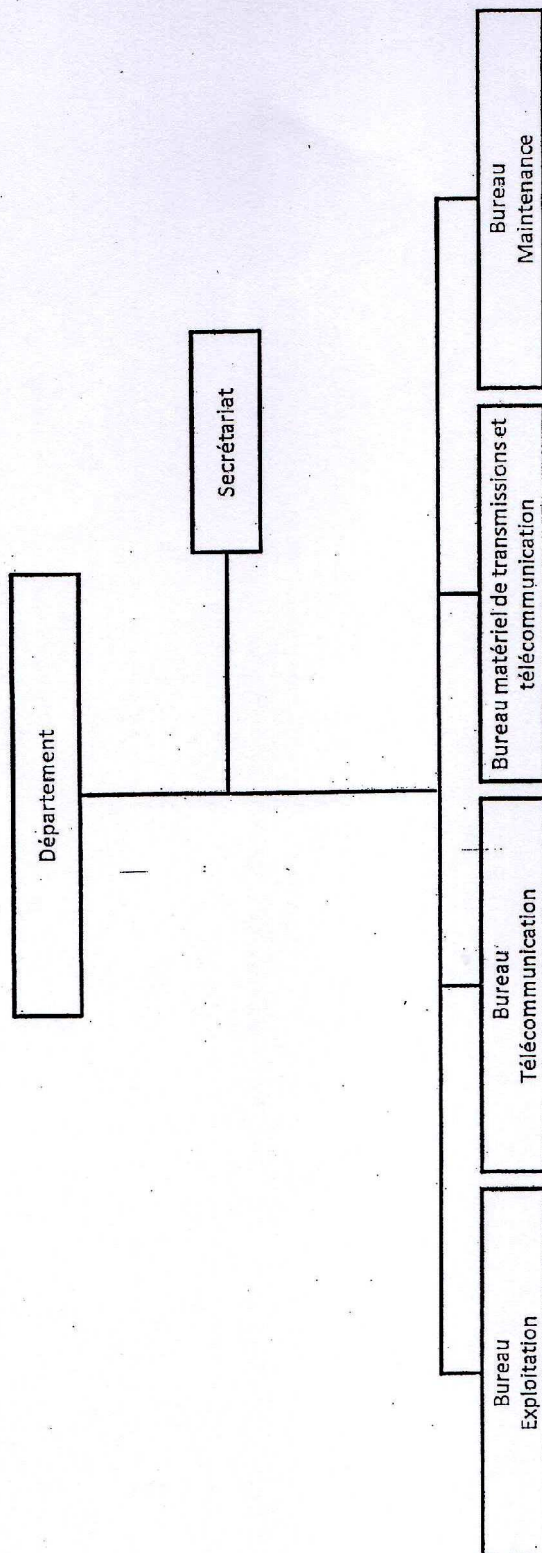 Département
Secrétariat
Bureau
Exploitation
Bureau
Télécommunication
Bureau matériel de transmissions et
télécommunication
Bureau
Maintenance